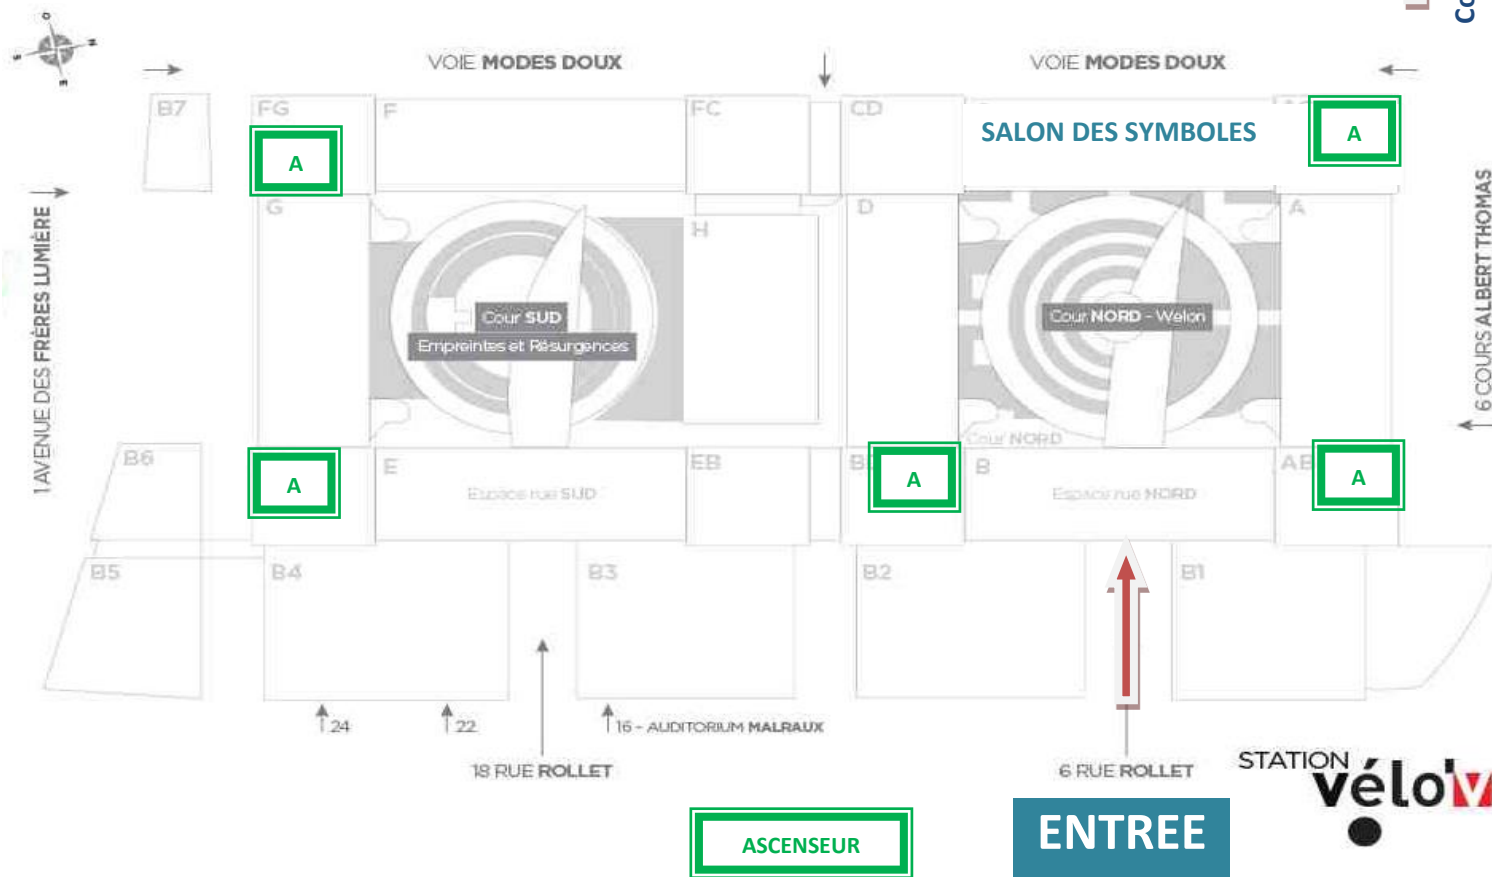 Co
O
N
S
E
VOIE MODES DOUX
VOIE MODES DOUX
B7
FG
F
FC
CD
SALON DES SYMBOLES
A
A
G
H
D
A
1 AVENUE DES FRÈRES LUMIÈRE
6 COURS ALBERT THOMAS
Cour SUD
Empreintes et Résurgences
Cour NORD - Welon
Cour NORD
B6
A
E
Espace rue SUD
EB
A
B
Espace rue NORD
AB
A
B5
B4
B3
B2
B1
24
22
16 - AUDITORIUM MALRAUX
18 RUE ROLLET
6 RUE ROLLET
STATION
vélo'v
ASCENSEUR
ENTREE